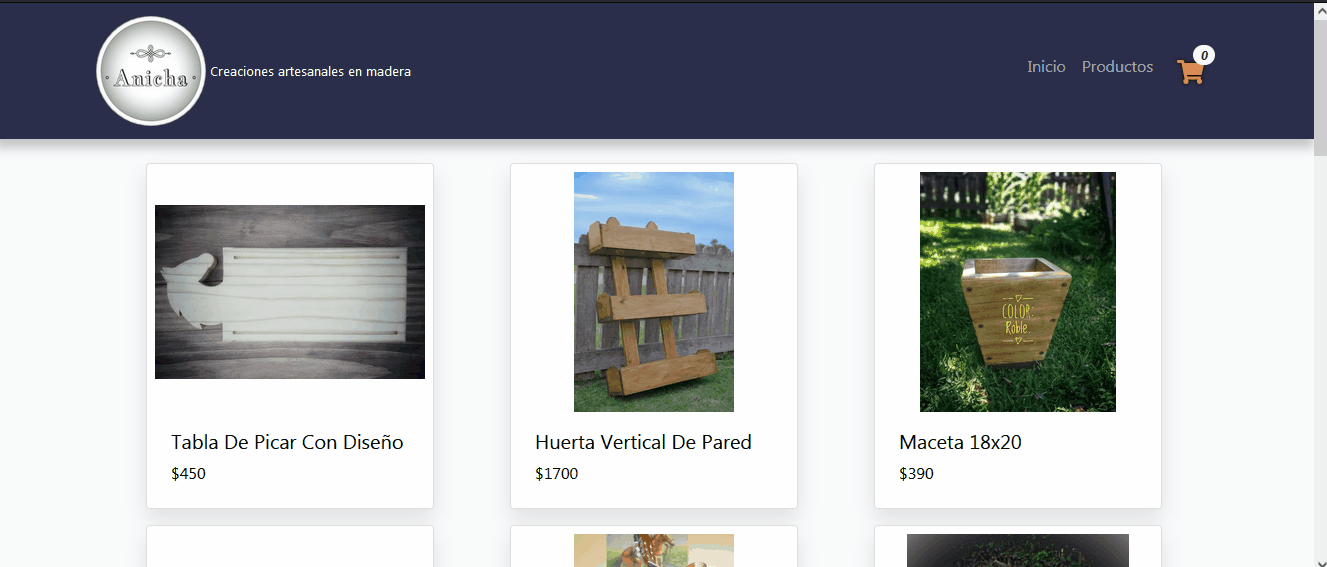 Anicha
Creaciones artesanales en madera
Inicio
Productos
0
COLOR:
Roble.
Tabla De Picar Con Diseño
Huerta Vertical De Pared
Maceta 18x20
$450
$1700
$390